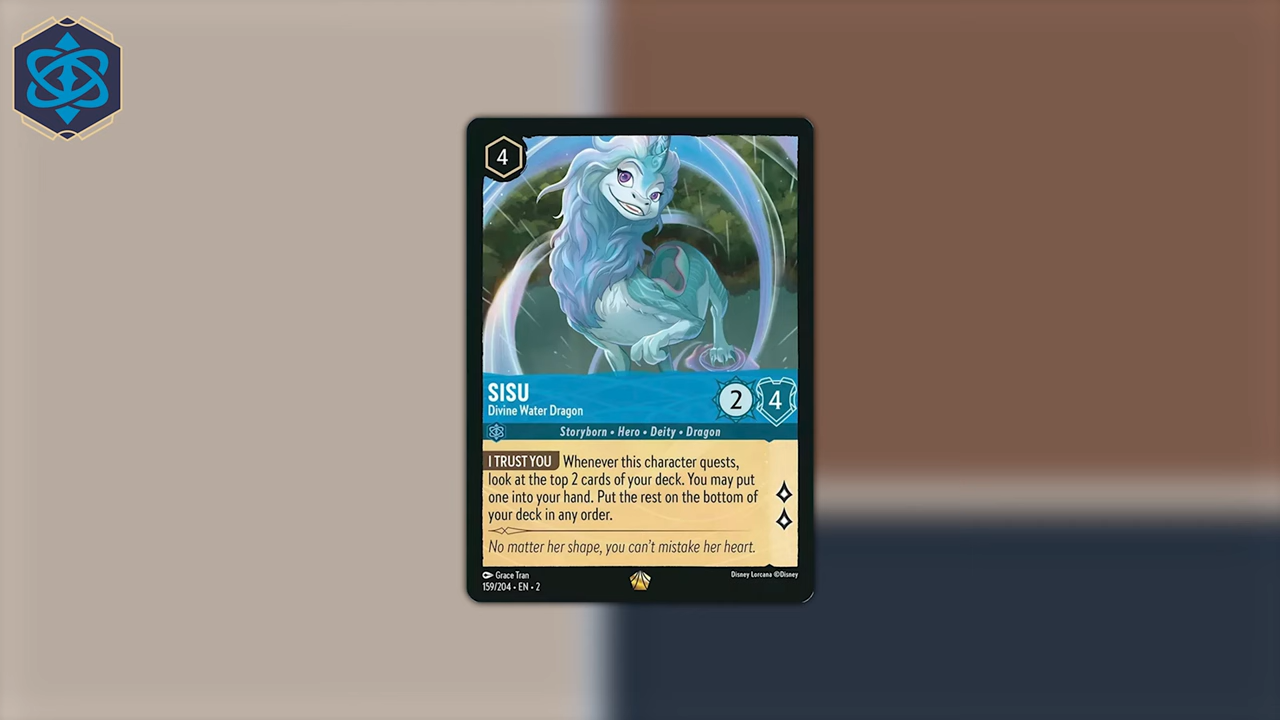 4
SISU
Divine Water Dragon
2 4
Storyborn • Hero • Deity • Dragon
I TRUST YOU Whenever this character quests,
look at the top 2 cards of your deck. You may put
one into your hand. Put the rest on the bottom of
your deck in any order.
No matter her shape, you can't mistake her heart.
Grace Tran
Disney Lorcana ©Disney
159/204 • EN • 2